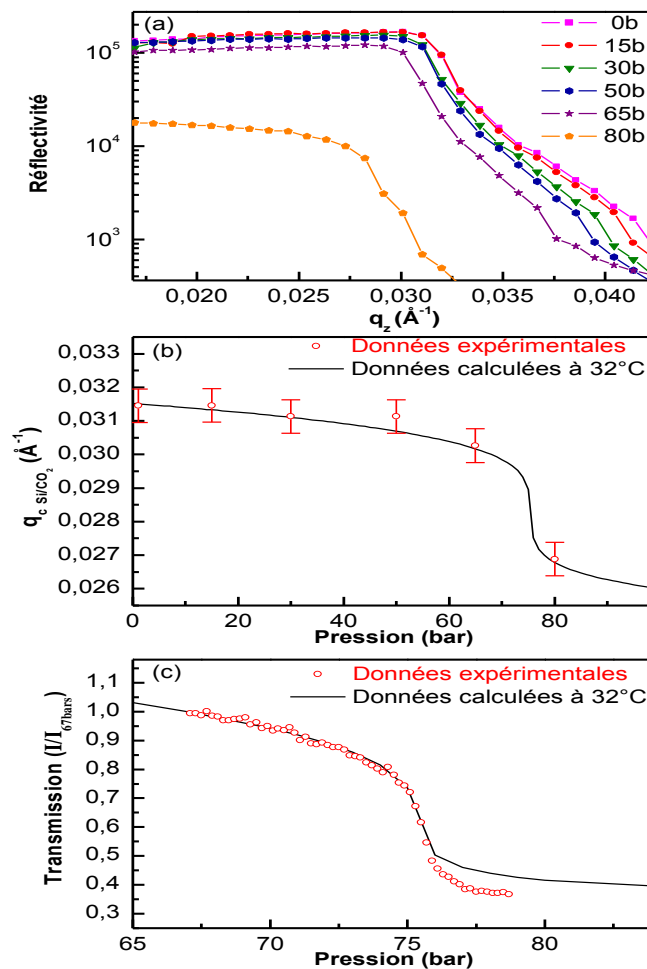 (a)
0b
15b
30b
50b
65b
80b
10⁵
10⁴
10³
Réflectivité
0,020 0,025 0,030 0,035 0,040
q_z (Å⁻¹)
(b)
Données expérimentales
Données calculées à 32°C
0,033
0,032
0,031
0,030
0,029
0,028
0,027
0,026
q_c Si/CO₂ (Å⁻¹)
0 20 40 60 80
Pression (bar)
(c)
Données expérimentales
Données calculées à 32°C
1,1
1,0
0,9
0,8
0,7
0,6
0,5
0,4
0,3
Transmission (I/I_67bars)
65 70 75 80
Pression (bar)